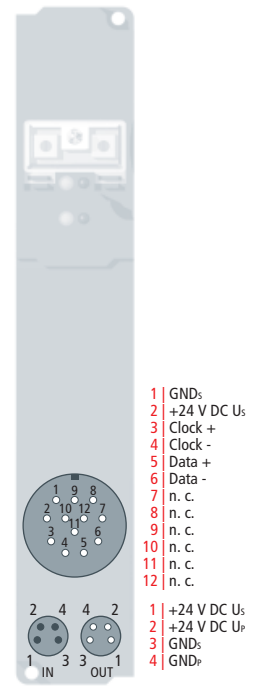 1 | GNDs
2 | +24 V DC Us
3 | Clock +
4 | Clock -
5 | Data +
6 | Data -
7 | n. c.
8 | n. c.
9 | n. c.
10 | n. c.
11 | n. c.
12 | n. c.
1 9 8
2 10 12 7
11
3 6
4 5
2 4 4 2
1 3 3 1
IN OUT
1 | +24 V DC Us
2 | +24 V DC UP
3 | GNDs
4 | GNDP